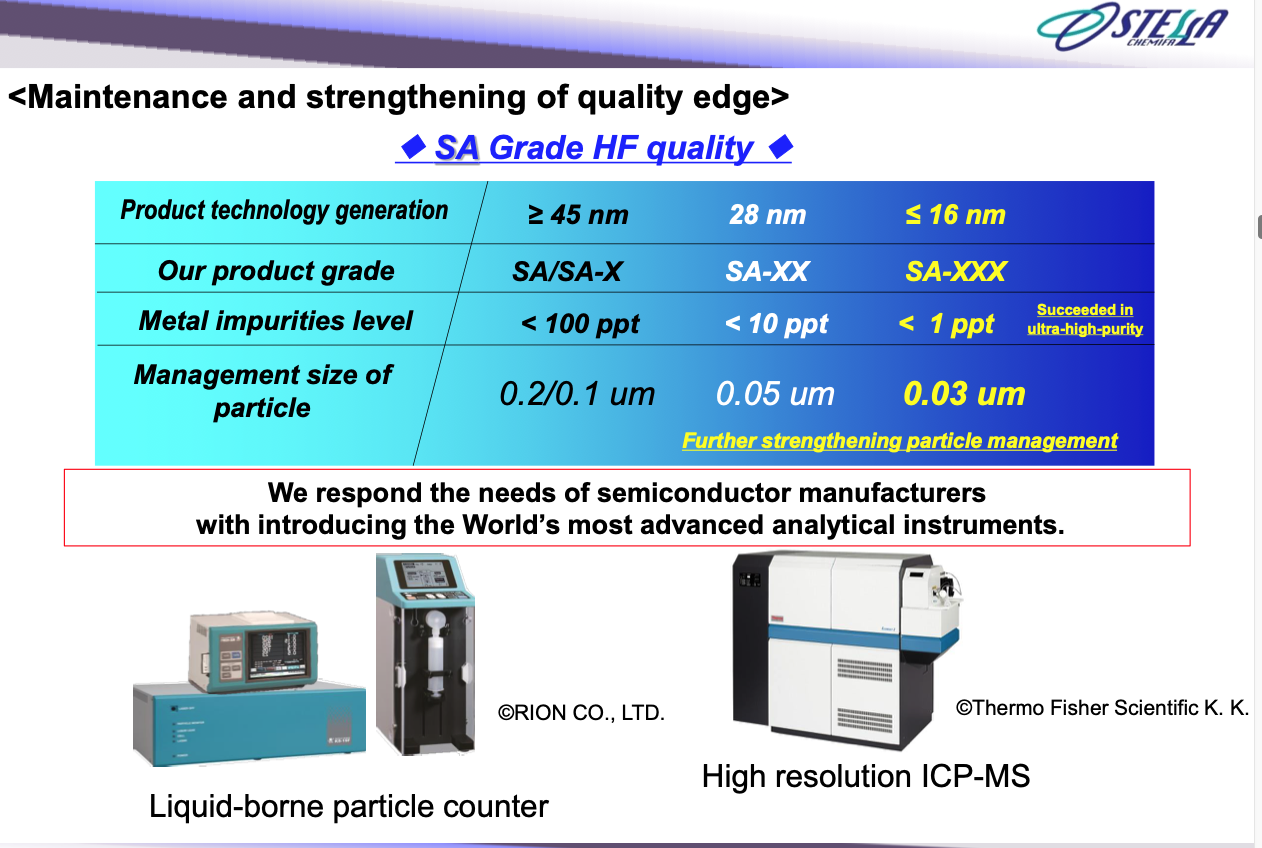 STELLA
CHEMIFA
<Maintenance and strengthening of quality edge>
◆ SA Grade HF quality ◆
Product technology generation ≥ 45 nm 28 nm ≤ 16 nm
Our product grade SA/SA-X SA-XX SA-XXX
Metal impurities level < 100 ppt < 10 ppt < 1 ppt Succeeded in
ultra-high-purity
Management size of
particle 0.2/0.1 um 0.05 um 0.03 um
Further strengthening particle management
We respond the needs of semiconductor manufacturers
with introducing the World’s most advanced analytical instruments.
©RION CO., LTD.
©Thermo Fisher Scientific K. K.
High resolution ICP-MS
Liquid-borne particle counter